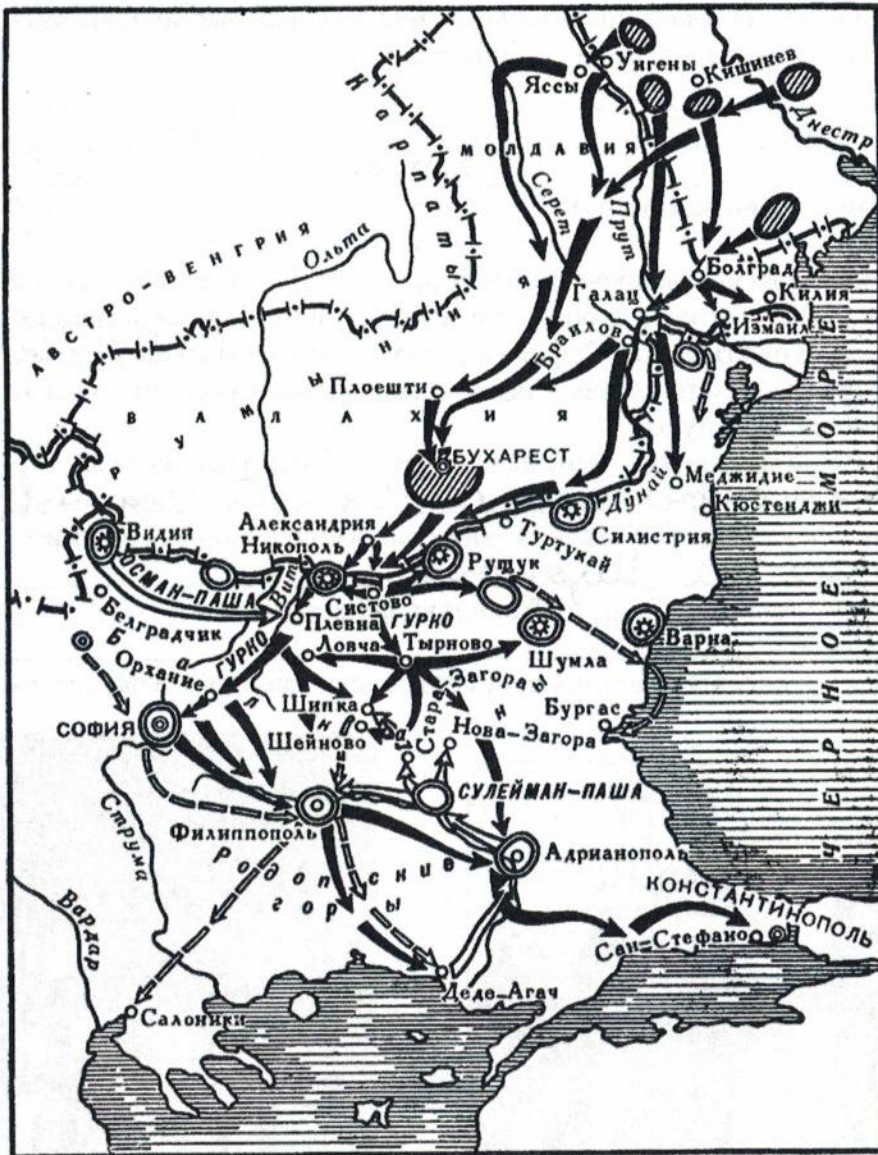 Унгены
Кишинев
Яссы
Днестр
Карпаты
МОЛДАВИЯ
Серет
Прут
АВСТРО-ВЕНГРИЯ
Ольта
Болград
Галац
Килия
Измаил
Браилов
РУМЫНИЯ
Плоешти
ВАЛАХИЯ
БУХАРЕСТ
Меджидие
Дунай
Кюстенджи
Александрия
Силистрия
Никополь
Туртукай
Видин
Рущук
ОСМАН-ПАША
Вит
Систово
Белградчик
Плевна
ГУРКО
ГУРКО
Ловча
Тырново
Шумла
Варна
Орхание
Балканы
Шипка
Стара-Загора
Бургас
СОФИЯ
Шейново
Нова-Загора
СУЛЕЙМАН-ПАША
Струма
Филиппополь
Адрианополь
Родопские
горы
КОНСТАНТИНОПОЛЬ
Вардар
Сан-Стефано
Деде-Агач
Салоники
ЧЕРНОЕ МОРЕ